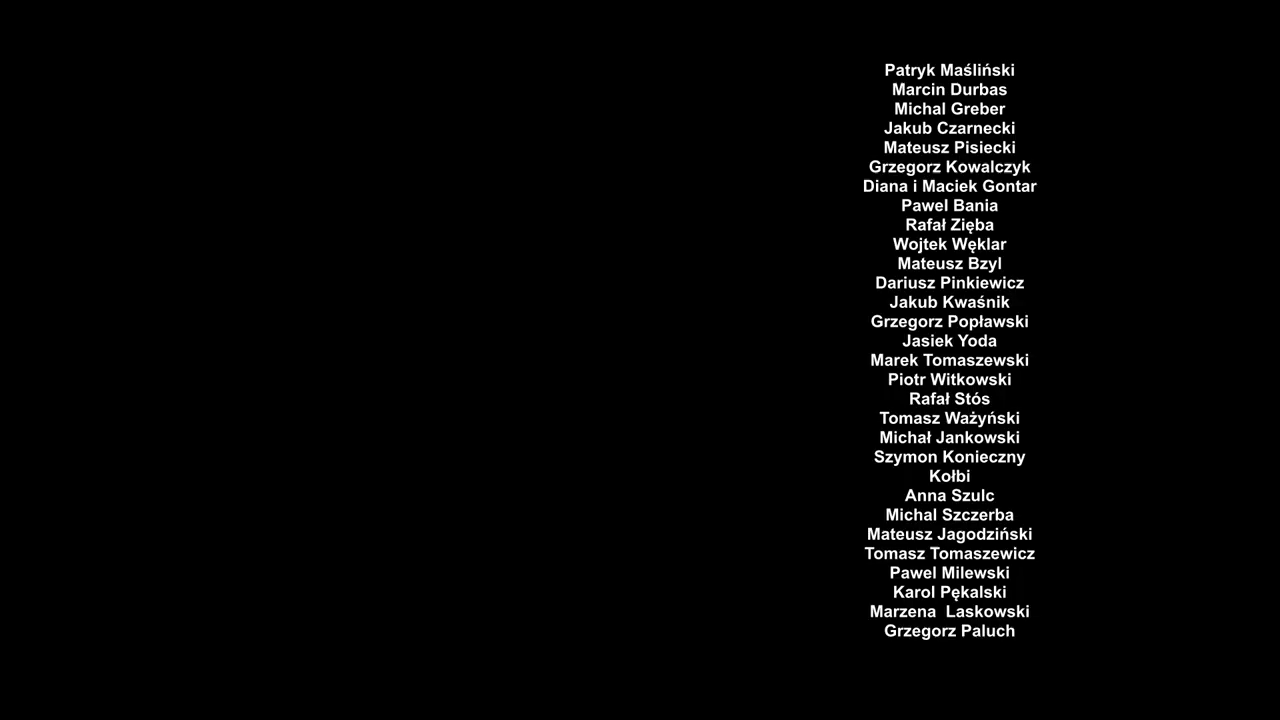 Patryk Maśliński
Marcin Durbas
Michal Greber
Jakub Czarnecki
Mateusz Pisiecki
Grzegorz Kowalczyk
Diana i Maciek Gontar
Pawel Bania
Rafał Zięba
Wojtek Węklar
Mateusz Bzyl
Dariusz Pinkiewicz
Jakub Kwaśnik
Grzegorz Popławski
Jasiek Yoda
Marek Tomaszewski
Piotr Witkowski
Rafał Stós
Tomasz Ważyński
Michał Jankowski
Szymon Konieczny
Kołbi
Anna Szulc
Michal Szczerba
Mateusz Jagodziński
Tomasz Tomaszewicz
Pawel Milewski
Karol Pękalski
Marzena  Laskowski
Grzegorz Paluch